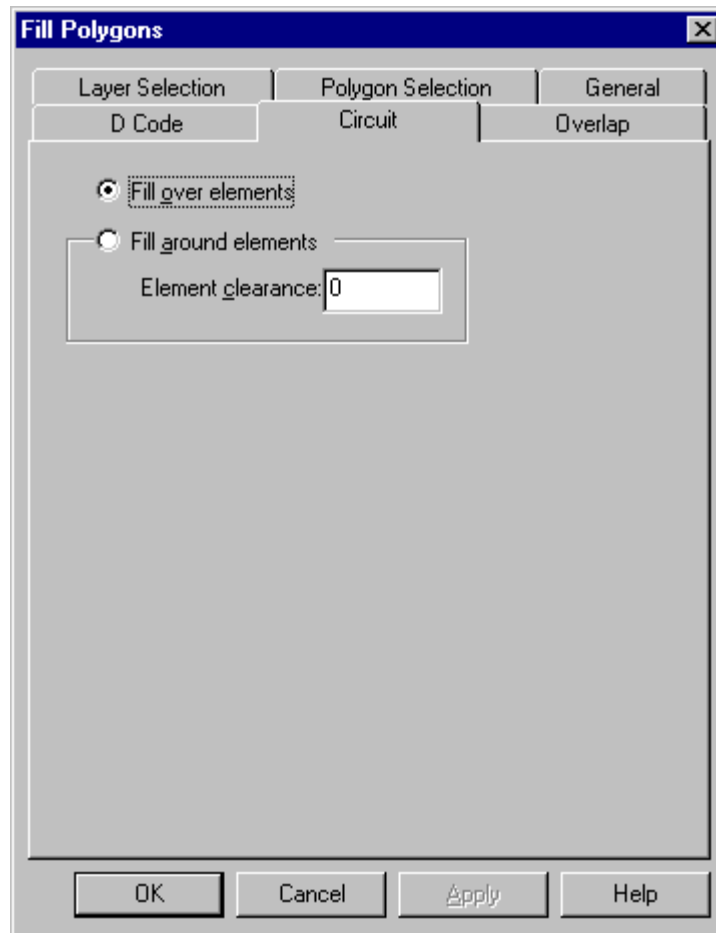 Fill Polygons
Layer Selection Polygon Selection General
D Code Circuit Overlap
Fill over elements
Fill around elements
Element clearance: 0
OK Cancel Apply Help